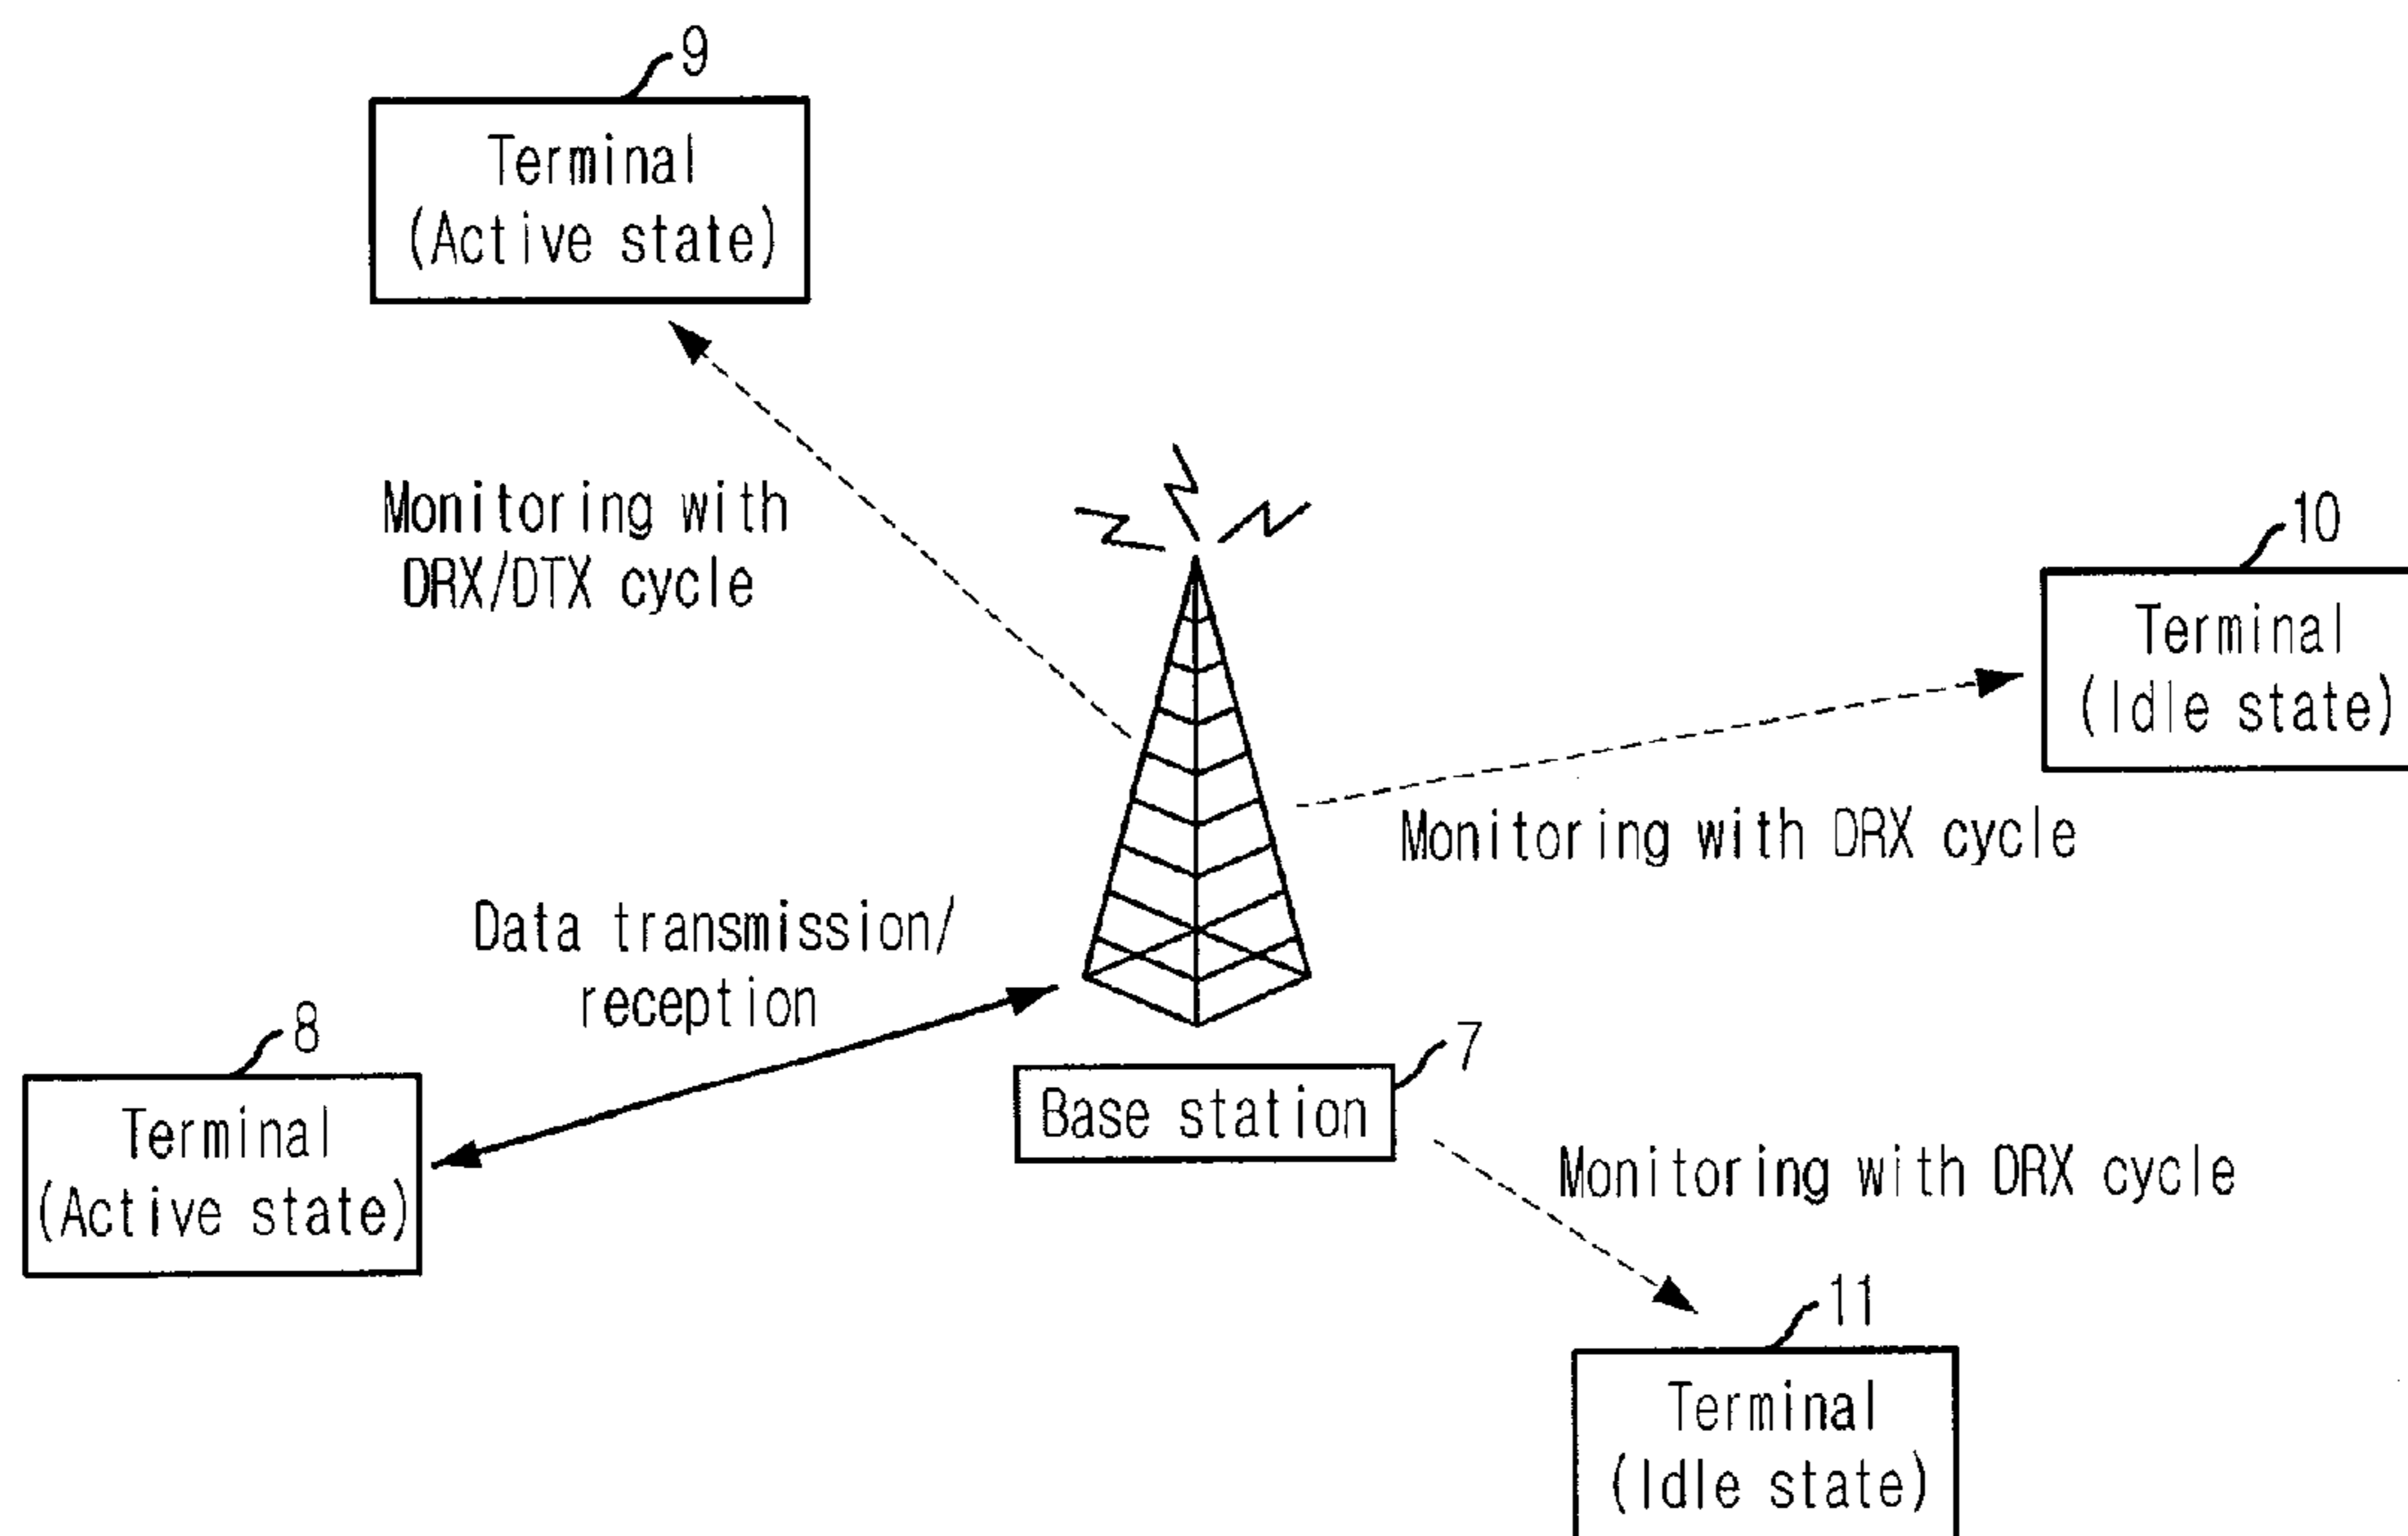 9
Terminal
(Active state)
Monitoring with
DRX/DTX cycle
10
Terminal
(Idle state)
Monitoring with DRX cycle
Data transmission/
reception
8
Terminal
(Active state)
7
Base station
Monitoring with DRX cycle
11
Terminal
(Idle state)